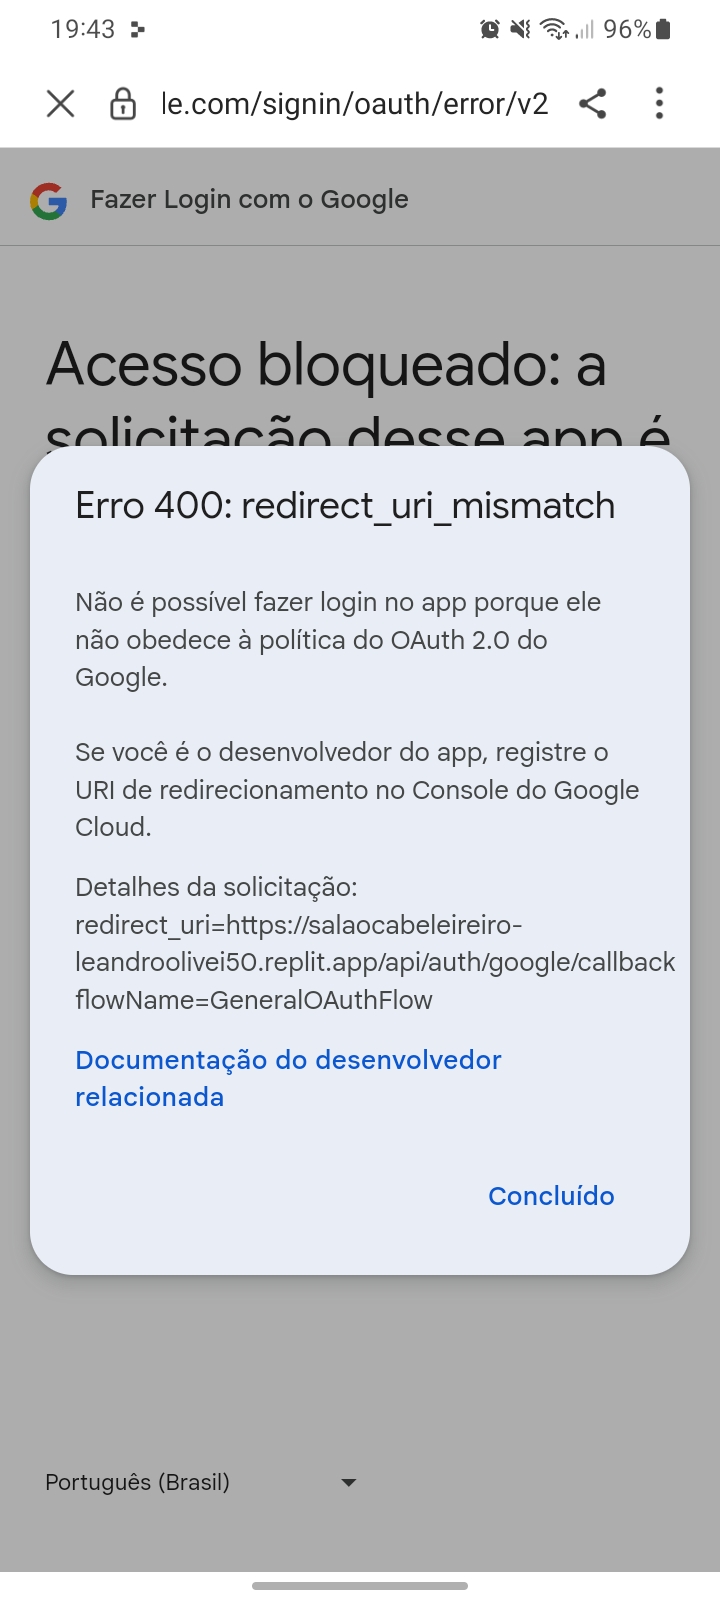 19:43
96%
le.com/signin/oauth/error/v2
Fazer Login com o Google
Acesso bloqueado: a
solicitação desse app é
Erro 400: redirect_uri_mismatch
Não é possível fazer login no app porque ele
não obedece à política do OAuth 2.0 do
Google.
Se você é o desenvolvedor do app, registre o
URI de redirecionamento no Console do Google
Cloud.
Detalhes da solicitação:
redirect_uri=https://salaocabeleireiro-
leandroolivei50.replit.app/api/auth/google/callback
flowName=GeneralOAuthFlow
Documentação do desenvolvedor
relacionada
Concluído
Português (Brasil)